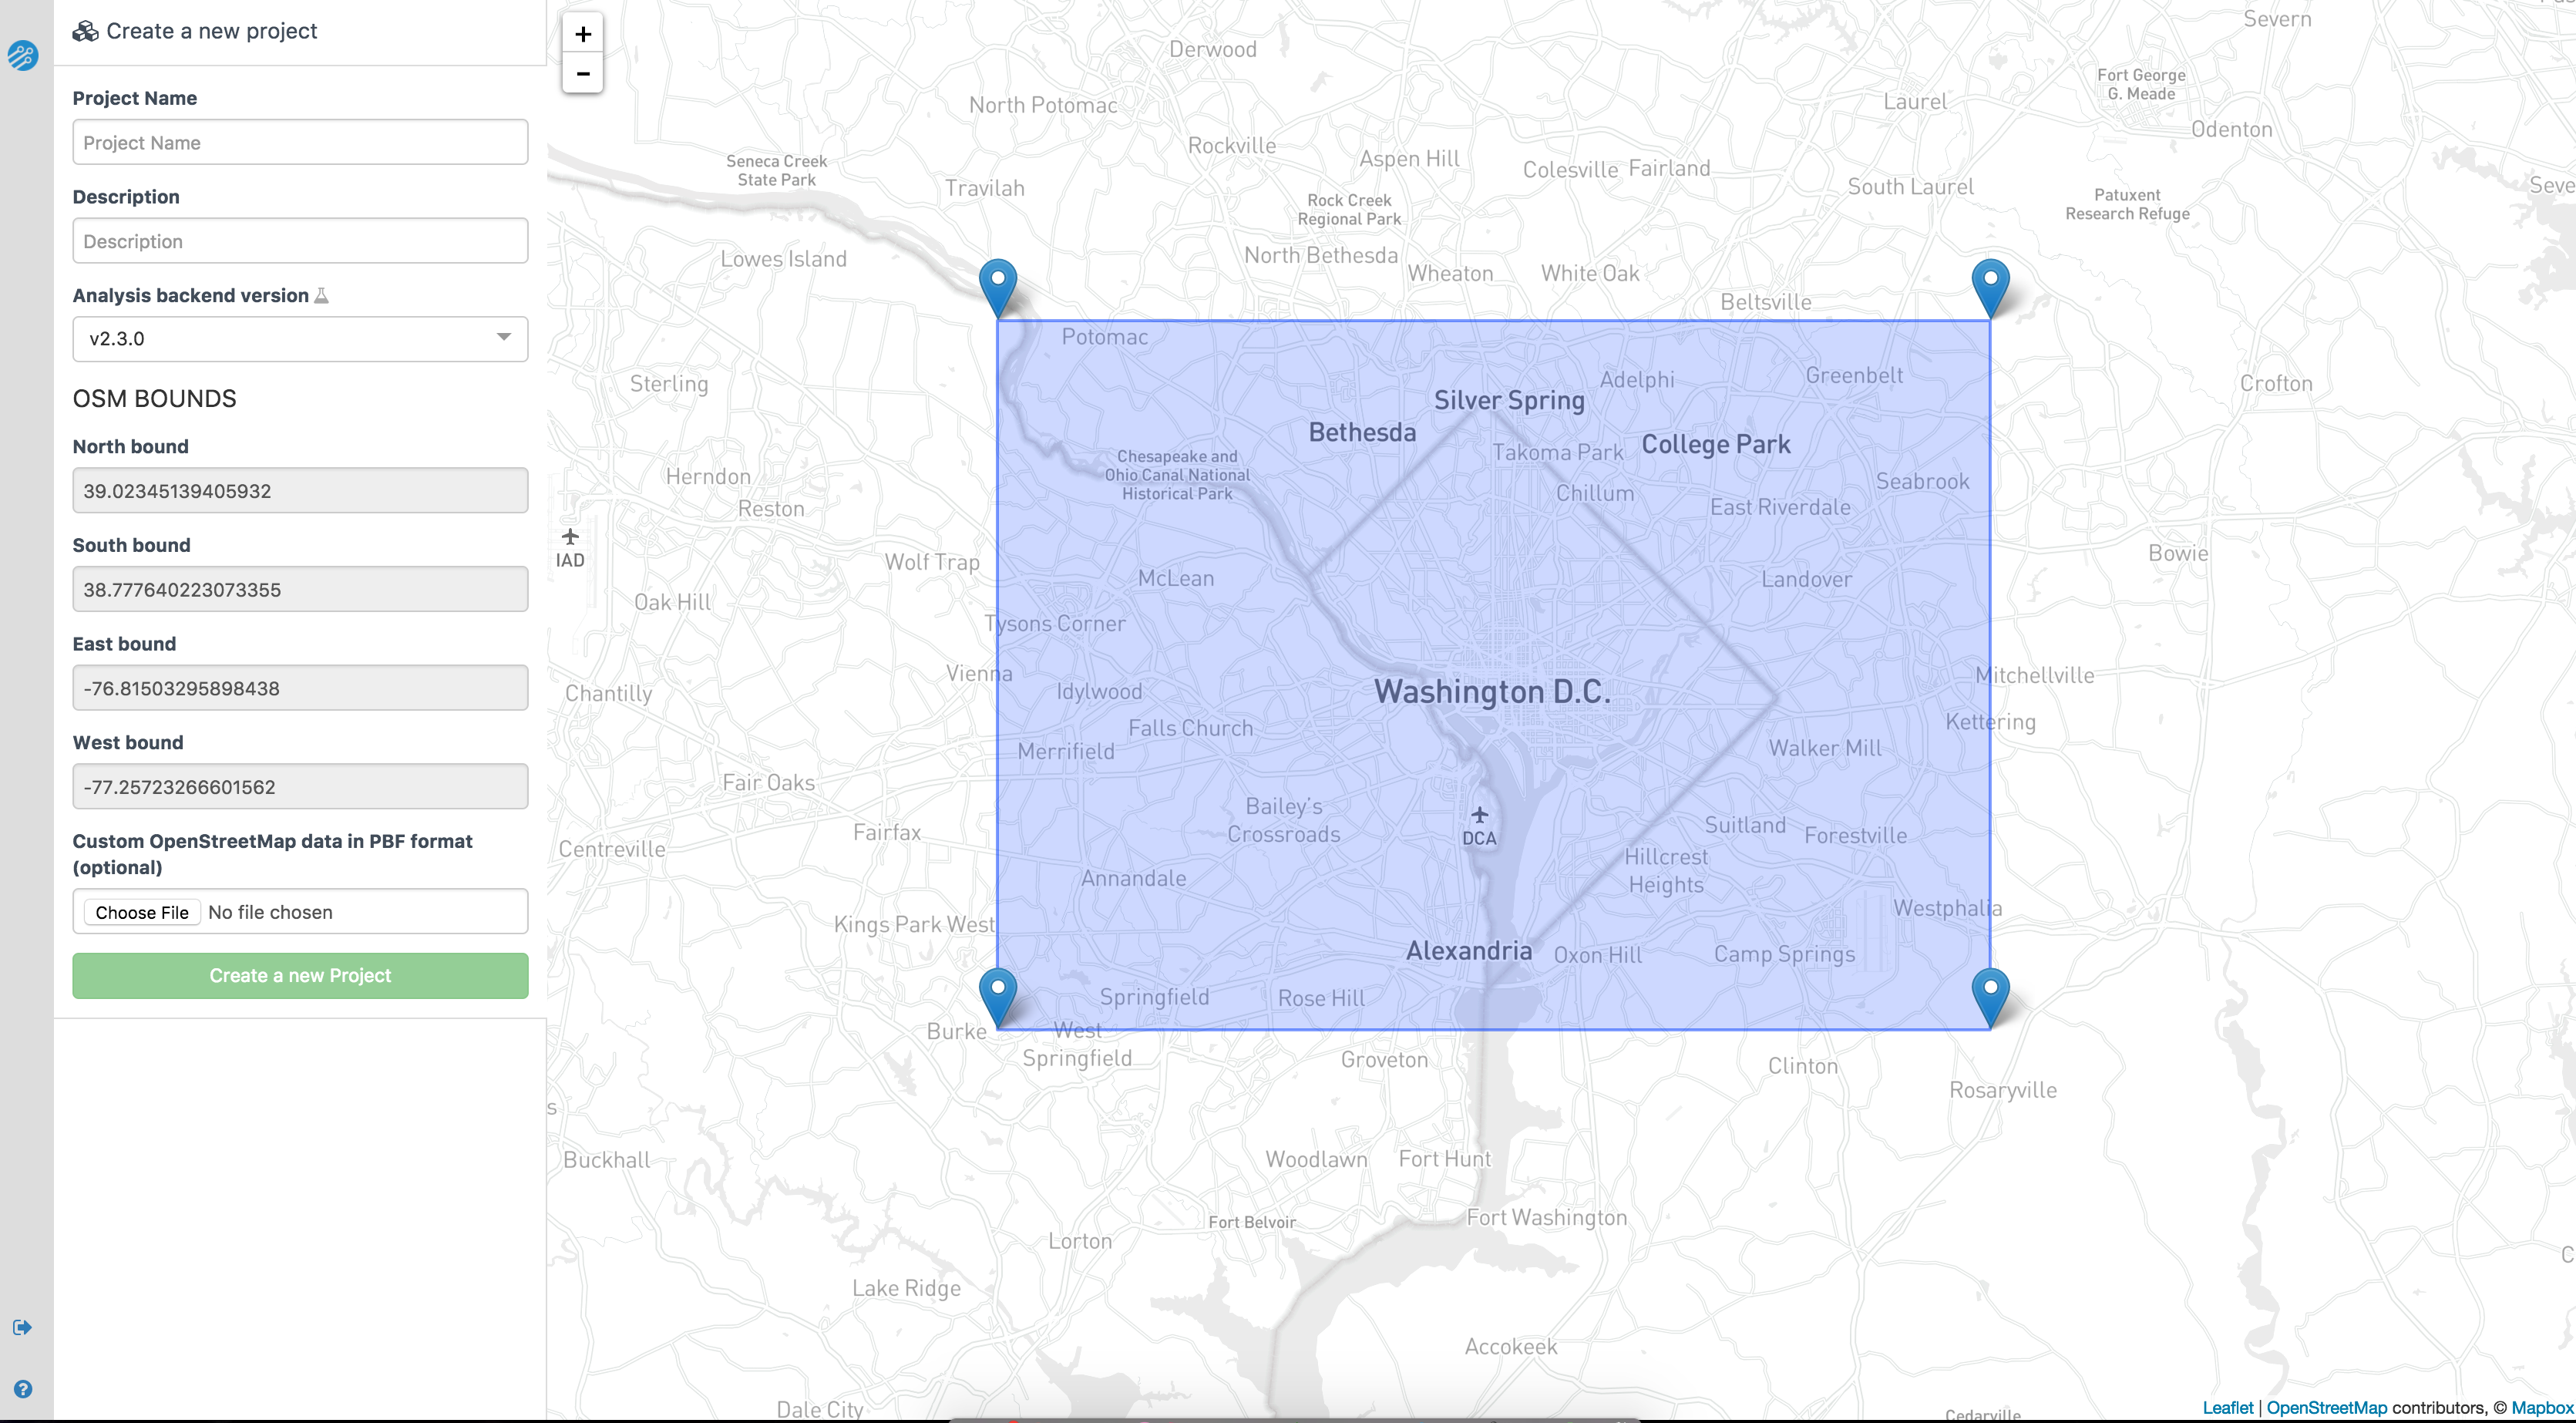 Create a new project
Project Name
Project Name
Description
Description
Analysis backend version
v2.3.0
OSM BOUNDS
North bound
39.02345139405932
South bound
38.777640223073355
East bound
-76.81503295898438
West bound
-77.25723266601562
Custom OpenStreetMap data in PBF format
(optional)
Choose File No file chosen
Create a new Project
+
−
Severn
Derwood
Fort George
G. Meade
North Potomac
Laurel
Odenton
Rockville
Seneca Creek
State Park
Aspen Hill
Colesville
Fairland
Travilah
South Laurel
Patuxent
Research Refuge
Seve
Rock Creek
Regional Park
Lowes Island
North Bethesda
Wheaton
White Oak
Beltsville
Potomac
Sterling
Silver Spring
Adelphi
Greenbelt
Crofton
Bethesda
Takoma Park
College Park
Chesapeake and
Ohio Canal National
Historical Park
Herndon
Chillum
Seabrook
Reston
East Riverdale
IAD
Wolf Trap
Bowie
McLean
Landover
Oak Hill
Tysons Corner
Vienna
Mitchellville
Chantilly
Idylwood
Washington D.C.
Falls Church
Kettering
Merrifield
Walker Mill
Fair Oaks
Bailey's
Crossroads
DCA
Fairfax
Suitland
Forestville
Centreville
Hillcrest
Heights
Annandale
Kings Park West
Westphalia
Alexandria
Oxon Hill
Camp Springs
Springfield
Rose Hill
Burke
West
Springfield
Groveton
Clinton
Rosaryville
s
Buckhall
Woodlawn
Fort Hunt
Fort Belvoir
Fort Washington
Lorton
C
Lake Ridge
Accokeek
Dale City
Cedarville
Leaflet | OpenStreetMap contributors, © Mapbox